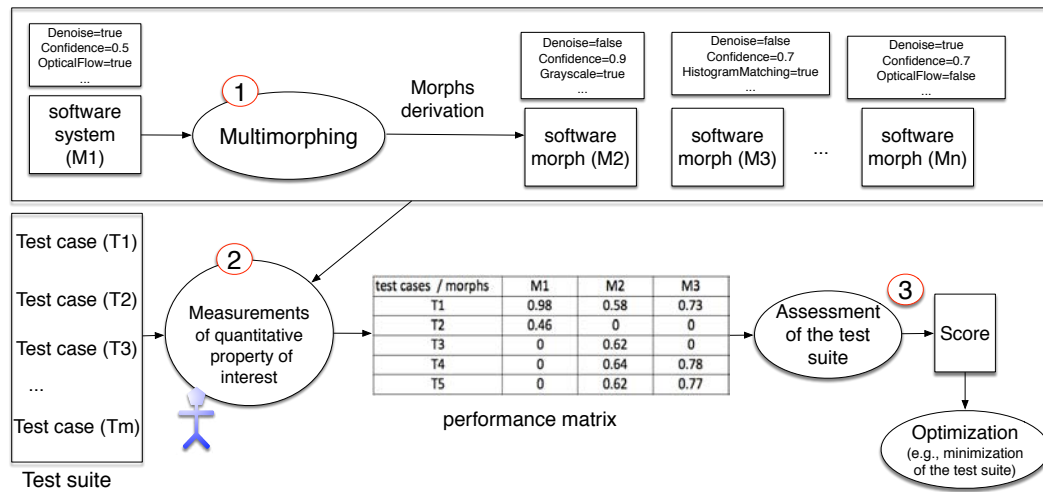 Denoise=true
Confidence=0.5
OpticalFlow=true
...
software
system
(M1)
1
Multimorphing
Morphs
derivation
Denoise=false
Confidence=0.9
Grayscale=true
...
software
morph (M2)
Denoise=false
Confidence=0.7
HistogramMatching=true
...
software
morph (M3)
...
Denoise=true
Confidence=0.7
OpticalFlow=false
...
software
morph (Mn)
Test case (T1)
Test case (T2)
Test case (T3)
...
Test case (Tm)
Test suite
2
Measurements
of quantitative
property of
interest
test cases / morphs M1 M2 M3
T1 0.98 0.58 0.73
T2 0.46 0 0
T3 0 0.62 0
T4 0 0.64 0.78
T5 0 0.62 0.77
performance matrix
3
Assessment
of the test
suite
Score
Optimization
(e.g., minimization
of the test suite)